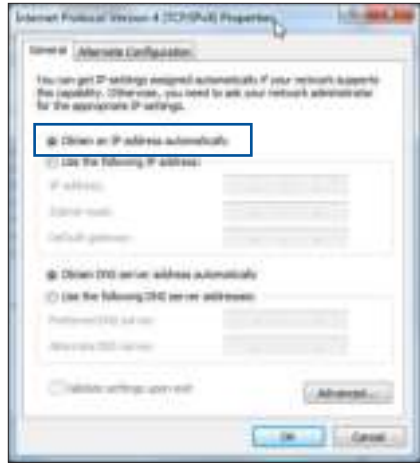 Internet Protocol Version 4 (TCP/IPv4) Properties
General
Alternate Configuration
You can get IP settings assigned automatically if your network supports
this capability. Otherwise, you need to ask your network administrator
for the appropriate IP settings.
Obtain an IP address automatically
Use the following IP address:
IP address:
Subnet mask:
Default gateway:
Obtain DNS server address automatically
Use the following DNS server addresses:
Preferred DNS server:
Alternate DNS server:
Validate settings upon exit
Advanced...
OK
Cancel